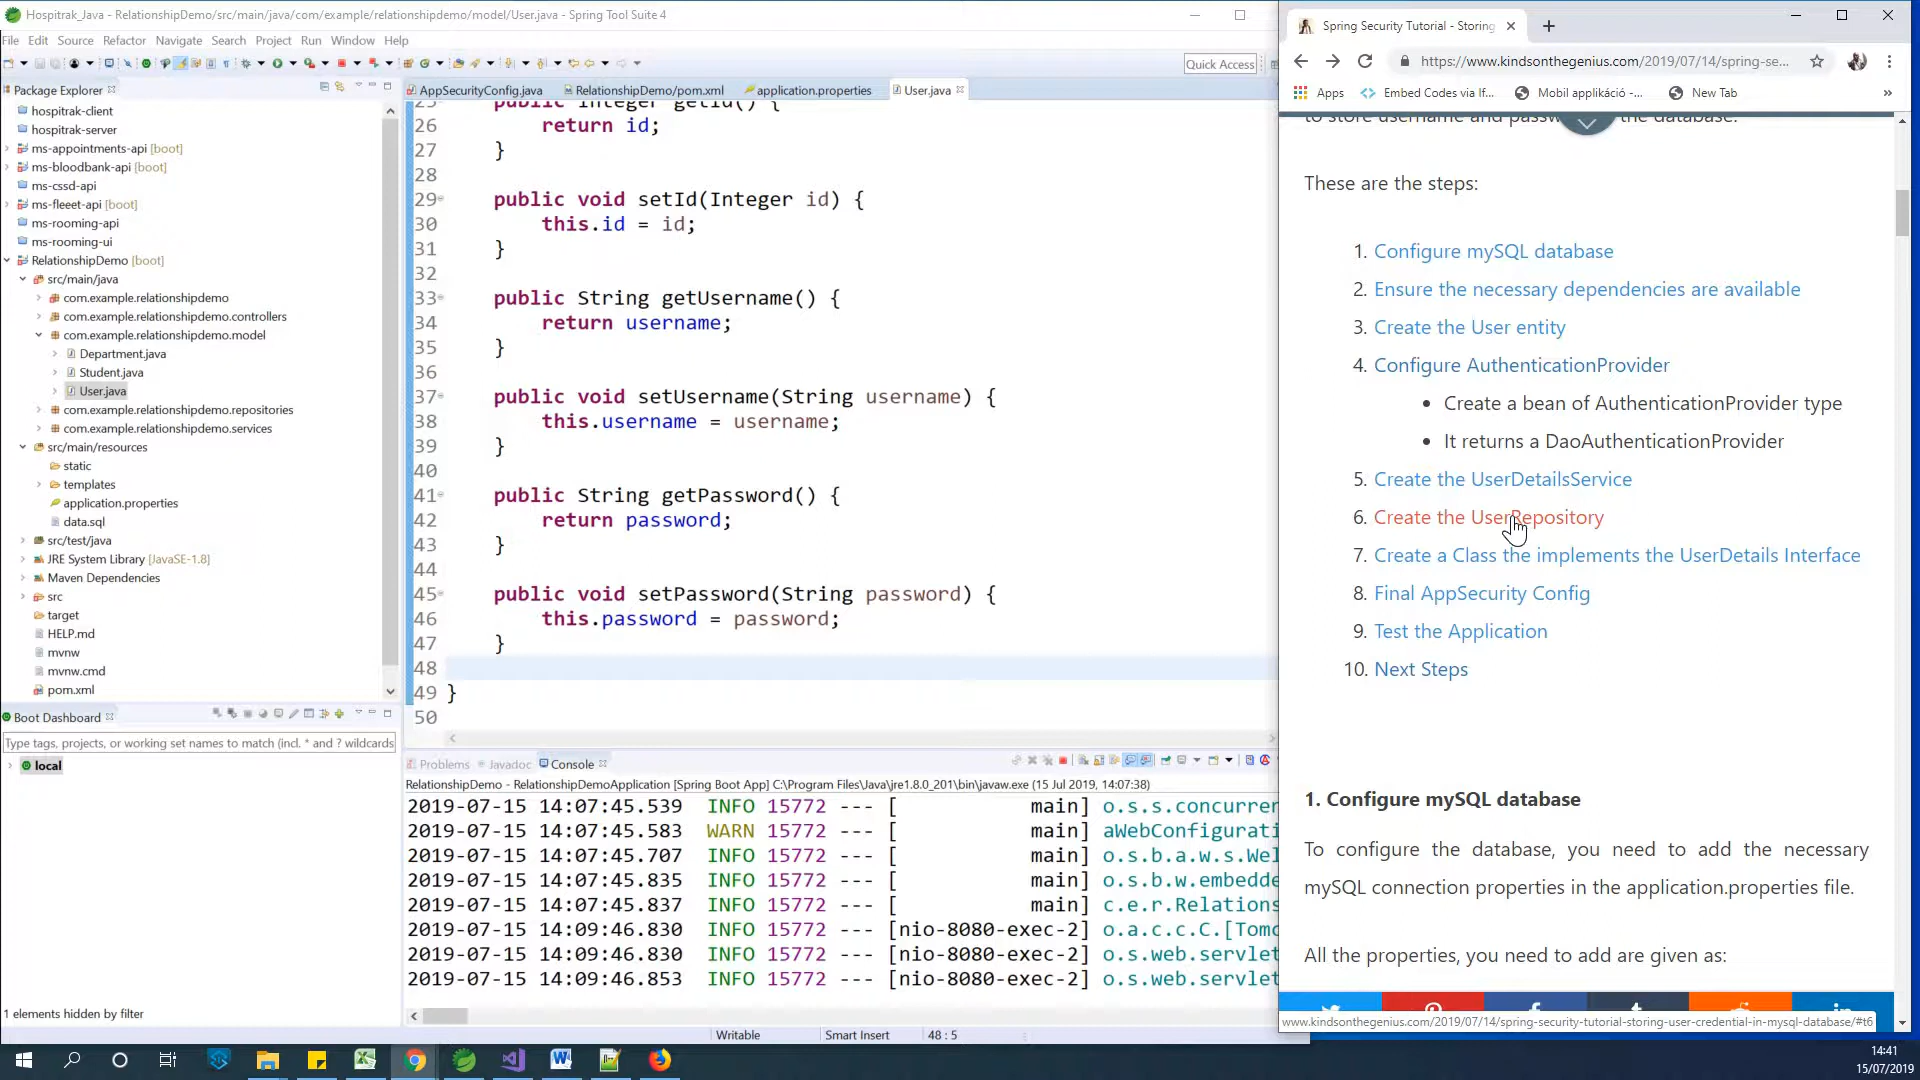 Hospitrak_Java - RelationshipDemo/src/main/java/com/example/relationshipdemo/model/User.java - Spring Tool Suite 4
File Edit Source Refactor Navigate Search Project Run Window Help
Quick Access
Package Explorer
hospitrak-client
hospitrak-server
ms-appointments-api [boot]
ms-bloodbank-api [boot]
ms-cssd-api
ms-fleeet-api [boot]
ms-rooming-api
ms-rooming-ui
RelationshipDemo [boot]
src/main/java
com.example.relationshipdemo
com.example.relationshipdemo.controllers
com.example.relationshipdemo.model
Department.java
Student.java
User.java
com.example.relationshipdemo.repositories
com.example.relationshipdemo.services
src/main/resources
static
templates
application.properties
data.sql
src/test/java
JRE System Library [JavaSE-1.8]
Maven Dependencies
src
target
HELP.md
mvnw
mvnw.cmd
pom.xml
Boot Dashboard
Type tags, projects, or working set names to match (incl. * and ? wildcards
local
1 elements hidden by filter
AppSecurityConfig.java RelationshipDemo/pom.xml application.properties User.java
25 public Integer getId() {
26 return id;
27 }
28
29 public void setId(Integer id) {
30 this.id = id;
31 }
32
33 public String getUsername() {
34 return username;
35 }
36
37 public void setUsername(String username) {
38 this.username = username;
39 }
40
41 public String getPassword() {
42 return password;
43 }
44
45 public void setPassword(String password) {
46 this.password = password;
47 }
48
49 }
50
Problems Javadoc Console
RelationshipDemo - RelationshipDemoApplication [Spring Boot App] C:\Program Files\Java\jre1.8.0_201\bin\javaw.exe (15 Jul 2019, 14:07:38)
2019-07-15 14:07:45.539 INFO 15772 --- [ main] o.s.s.concurrer
2019-07-15 14:07:45.583 WARN 15772 --- [ main] aWebConfigurati
2019-07-15 14:07:45.707 INFO 15772 --- [ main] o.s.b.a.w.s.Wel
2019-07-15 14:07:45.835 INFO 15772 --- [ main] o.s.b.w.embedde
2019-07-15 14:07:45.837 INFO 15772 --- [ main] c.e.r.Relations
2019-07-15 14:09:46.830 INFO 15772 --- [nio-8080-exec-2] o.a.c.c.C.[Tomc
2019-07-15 14:09:46.830 INFO 15772 --- [nio-8080-exec-2] o.s.web.servlet
2019-07-15 14:09:46.853 INFO 15772 --- [nio-8080-exec-2] o.s.web.servlet
Writable Smart Insert 48 : 5
Spring Security Tutorial - Storing
https://www.kindsonthegenius.com/2019/07/14/spring-se...
Apps Embed Codes via If... Mobil applikáció -... New Tab »
to store username and passw the database.
These are the steps:
1. Configure mySQL database
2. Ensure the necessary dependencies are available
3. Create the User entity
4. Configure AuthenticationProvider
• Create a bean of AuthenticationProvider type
• It returns a DaoAuthenticationProvider
5. Create the UserDetailsService
6. Create the UserRepository
7. Create a Class the implements the UserDetails Interface
8. Final AppSecurity Config
9. Test the Application
10. Next Steps
1. Configure mySQL database
To configure the database, you need to add the necessary
mySQL connection properties in the application.properties file.
All the properties, you need to add are given as:
www.kindsonthegenius.com/2019/07/14/spring-security-tutorial-storing-user-credential-in-mysql-database/#t6
14:41
15/07/2019